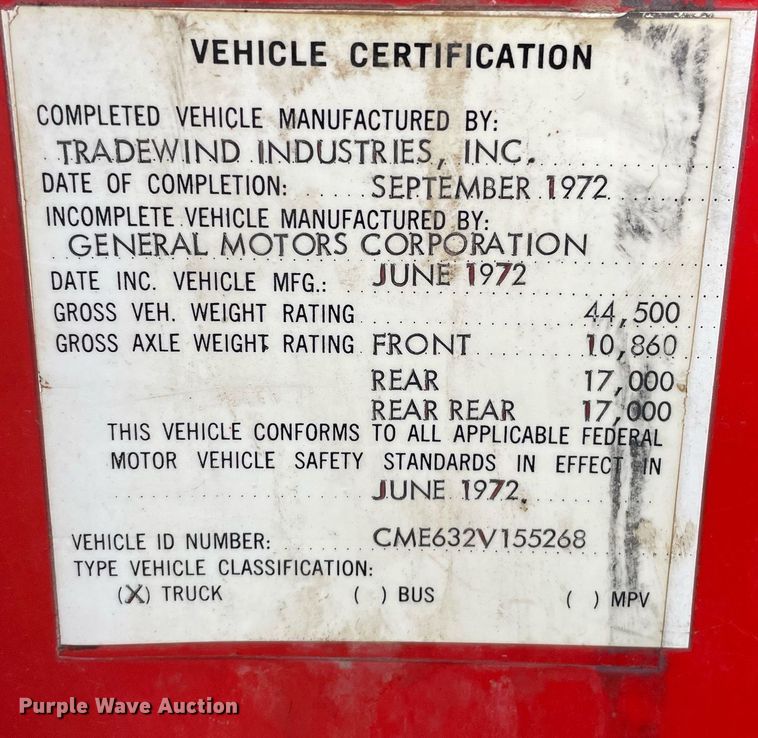 VEHICLE CERTIFICATION
COMPLETED VEHICLE MANUFACTURED BY:
TRADEWIND INDUSTRIES, INC.
DATE OF COMPLETION: SEPTEMBER 1972
INCOMPLETE VEHICLE MANUFACTURED BY:
GENERAL MOTORS CORPORATION
DATE INC. VEHICLE MFG.: JUNE 1972
GROSS VEH. WEIGHT RATING 44,500
GROSS AXLE WEIGHT RATING FRONT 10,860
REAR 17,000
REAR REAR 17,000
THIS VEHICLE CONFORMS TO ALL APPLICABLE FEDERAL
MOTOR VEHICLE SAFETY STANDARDS IN EFFECT IN
JUNE 1972.
VEHICLE ID NUMBER: CME632V155268
TYPE VEHICLE CLASSIFICATION:
(X) TRUCK ( ) BUS ( ) MPV
Purple Wave Auction